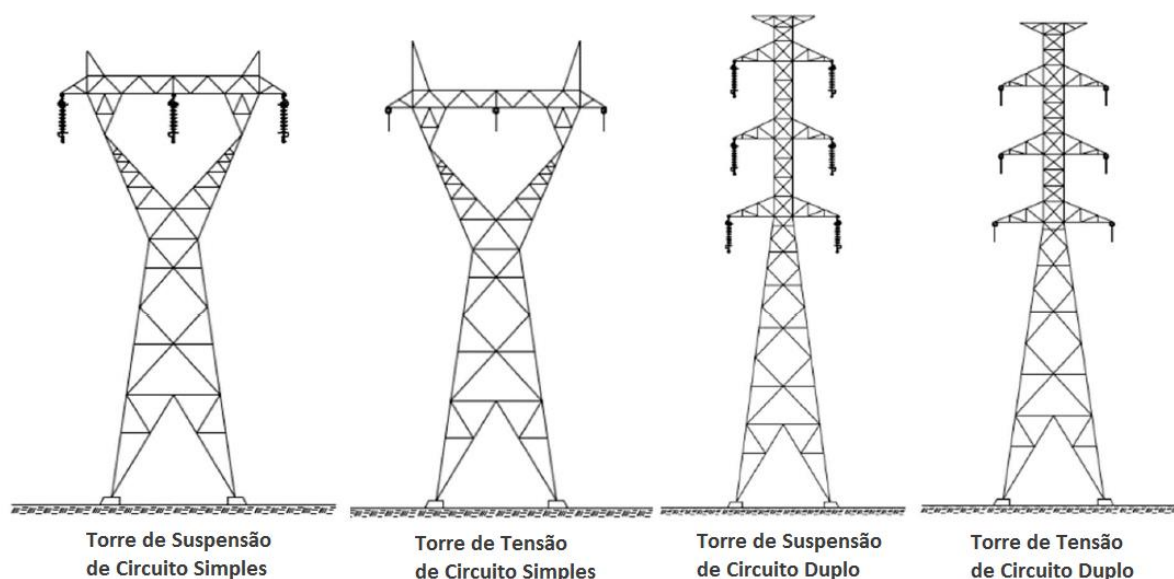 Torre de Suspensão
de Circuito Simples
Torre de Tensão
de Circuito Simples
Torre de Suspensão
de Circuito Duplo
Torre de Tensão
de Circuito Duplo